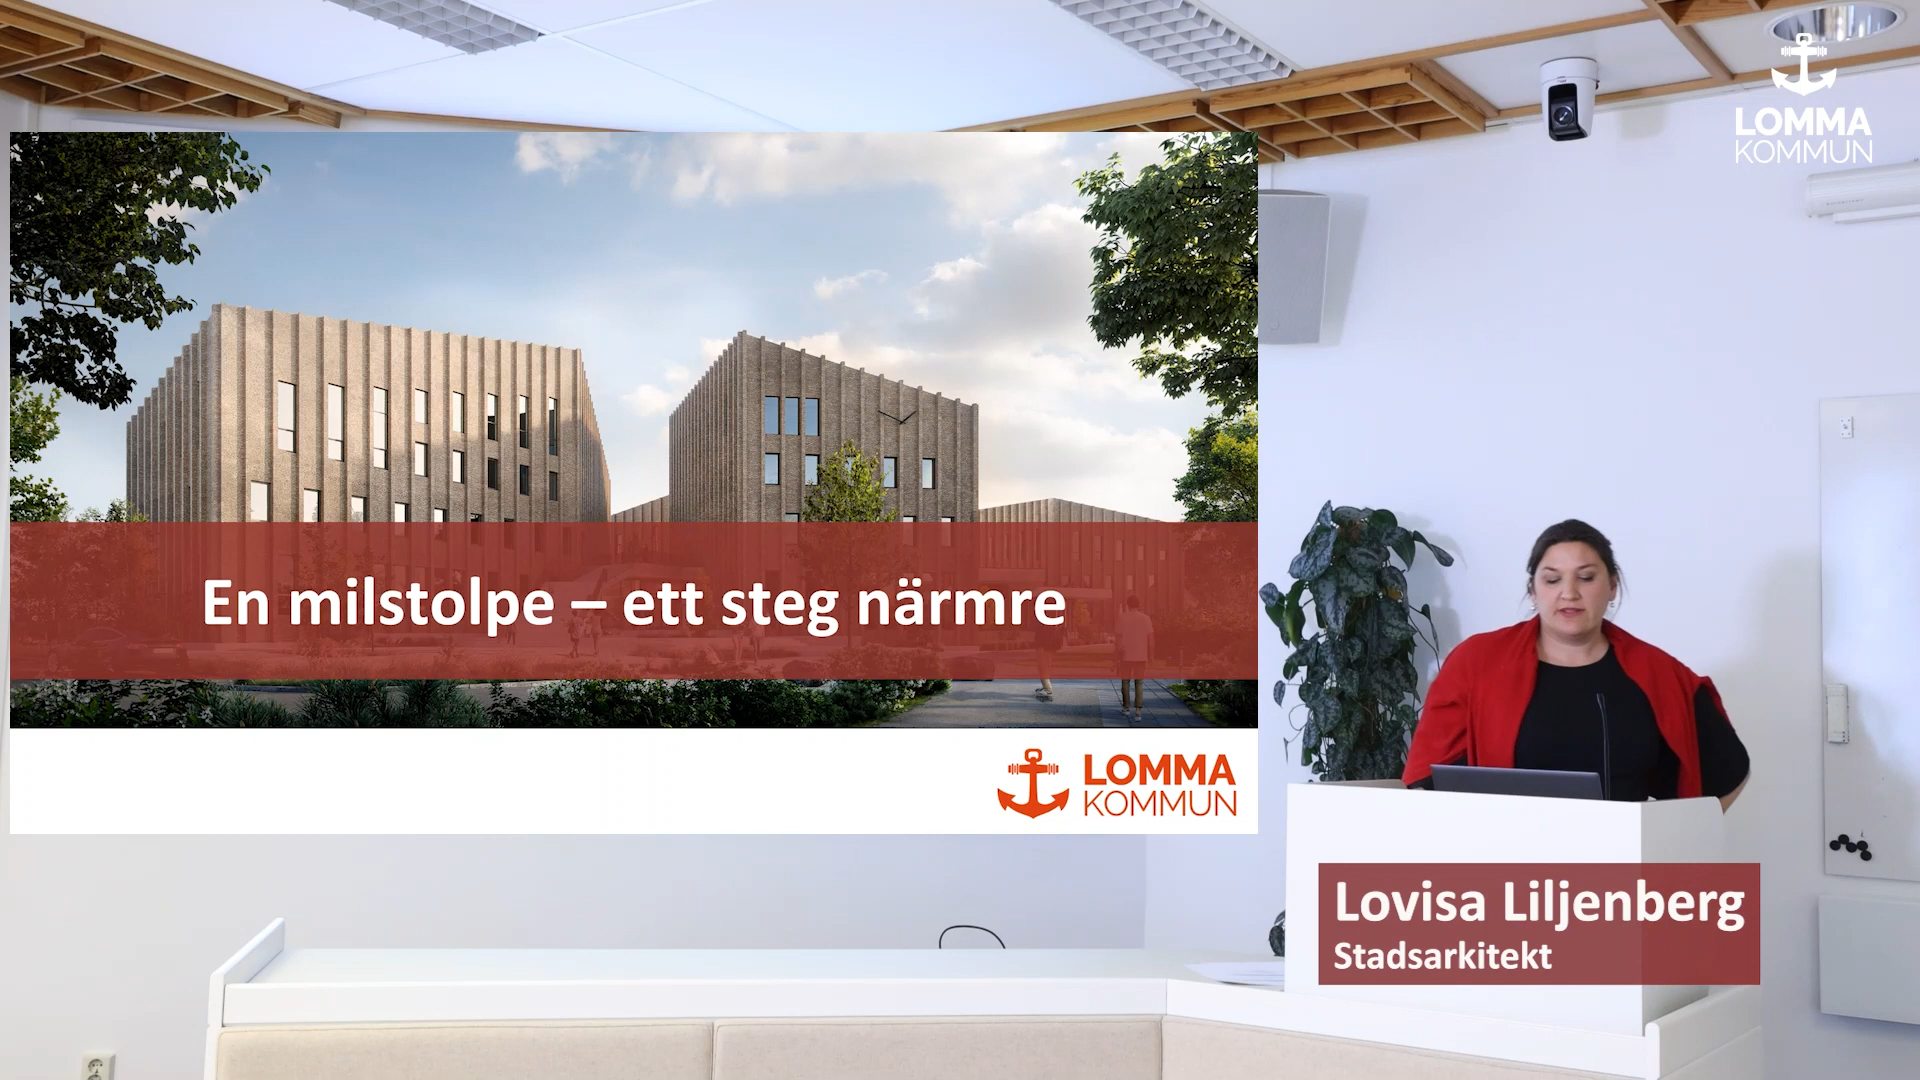 LOMMA
KOMMUN
En milstolpe – ett steg närmre
LOMMA
KOMMUN
Lovisa Liljenberg
Stadsarkitekt